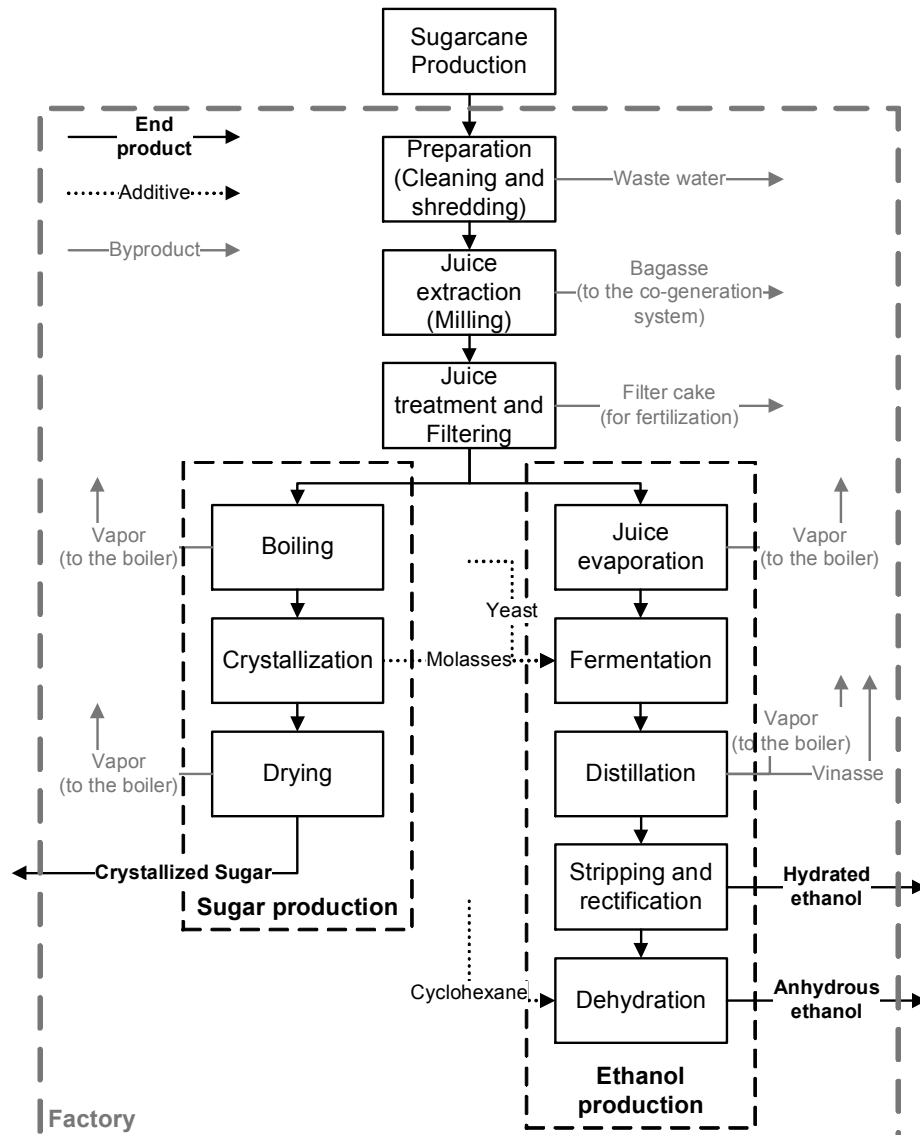 Sugarcane
Production
End
product
Additive
Byproduct
Preparation
(Cleaning and
shredding)
Waste water
Juice
extraction
(Milling)
Bagasse
(to the co-generation
system)
Juice
treatment and
Filtering
Filter cake
(for fertilization)
Vapor
(to the boiler)
Boiling
Juice
evaporation
Vapor
(to the boiler)
Yeast
Crystallization
Molasses
Fermentation
Vapor
(to the boiler)
Drying
Distillation
Vapor
(to the boiler)
Vinasse
Crystallized Sugar
Sugar production
Stripping and
rectification
Hydrated
ethanol
Cyclohexane
Dehydration
Anhydrous
ethanol
Ethanol
production
Factory